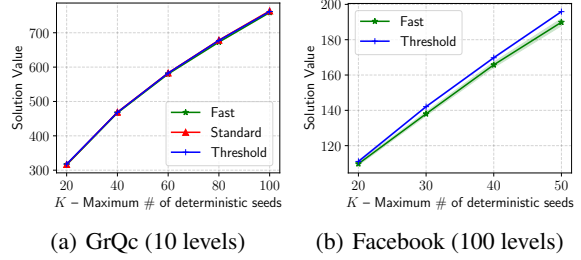 Solution Value
700
600
500
400
300
20
40
60
80
100
Fast
Standard
Threshold
K – Maximum # of deterministic seeds
(a) GrQc (10 levels)
Solution Value
200
180
160
140
120
20
30
40
50
Fast
Threshold
K – Maximum # of deterministic seeds
(b) Facebook (100 levels)